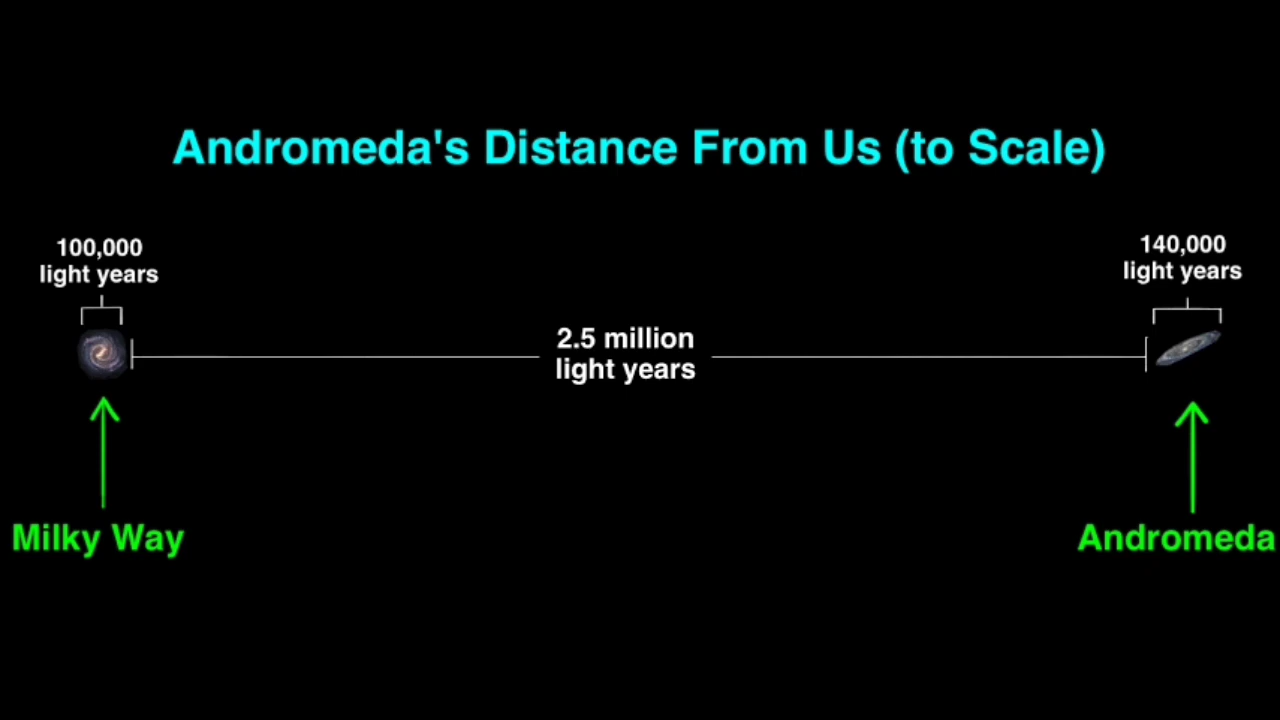 Andromeda's Distance From Us (to Scale)
100,000
light years
140,000
light years
2.5 million
light years
Milky Way
Andromeda